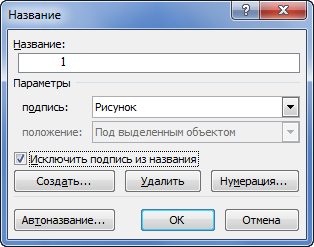 Название
Название:
1
Параметры
подпись: Рисунок
положение: Под выделенным объектом
Исключить подпись из названия
Создать... Удалить Нумерация...
Автоназвание... ОК Отмена